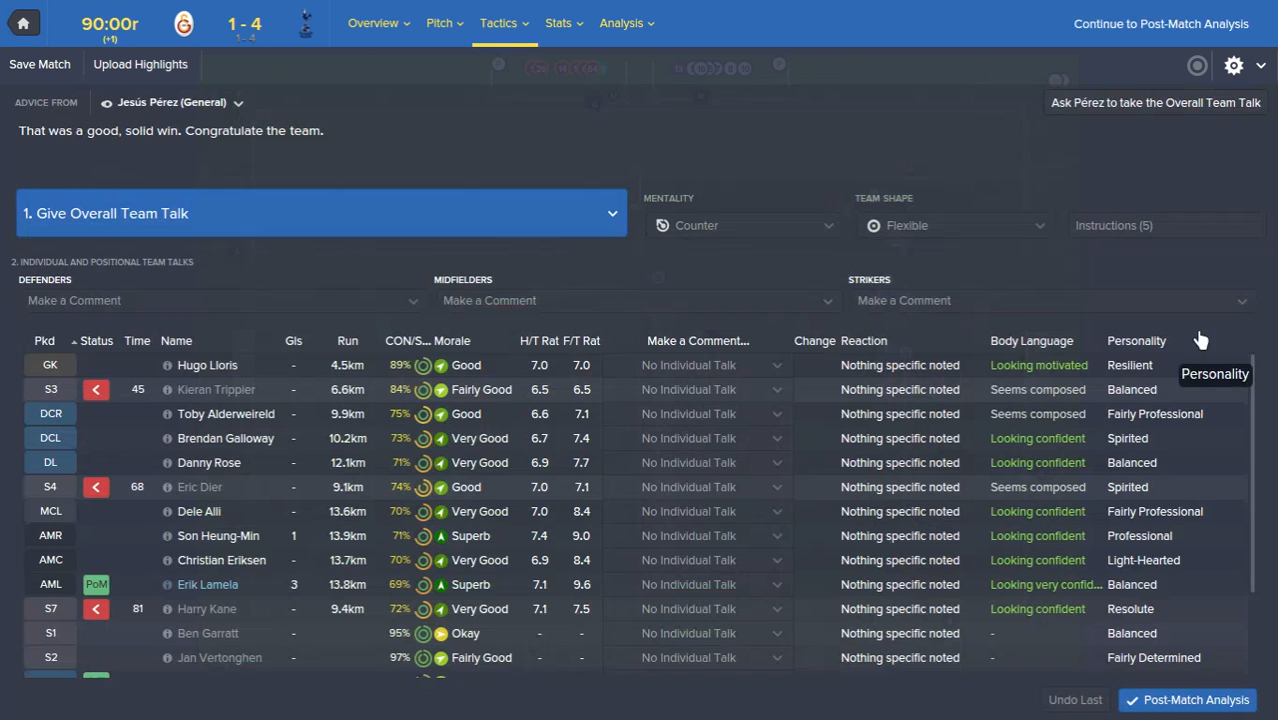 90:00r 1 - 4 Overview Pitch Tactics Stats Analysis Continue to Post-Match Analysis
(+1) 1 - 4
Save Match Upload Highlights
ADVICE FROM Jesús Pérez (General) Ask Pérez to take the Overall Team Talk
That was a good, solid win. Congratulate the team.
MENTALITY TEAM SHAPE
1. Give Overall Team Talk Counter Flexible Instructions (5)
2. INDIVIDUAL AND POSITIONAL TEAM TALKS
DEFENDERS MIDFIELDERS STRIKERS
Make a Comment Make a Comment Make a Comment
Pkd Status Time Name Gls Run CON/S... Morale H/T Rat F/T Rat Make a Comment... Change Reaction Body Language Personality
GK Hugo Lloris - 4.5km 89% Good 7.0 7.0 No Individual Talk Nothing specific noted Looking motivated Resilient
Personality
S3 45 Kieran Trippier - 6.6km 84% Fairly Good 6.5 6.5 No Individual Talk Nothing specific noted Seems composed Balanced
DCR Toby Alderweireld - 9.9km 75% Good 6.6 7.1 No Individual Talk Nothing specific noted Seems composed Fairly Professional
DCL Brendan Galloway - 10.2km 73% Very Good 6.7 7.4 No Individual Talk Nothing specific noted Looking confident Spirited
DL Danny Rose - 12.1km 71% Very Good 6.9 7.7 No Individual Talk Nothing specific noted Looking confident Balanced
S4 68 Eric Dier - 9.1km 74% Good 7.0 7.1 No Individual Talk Nothing specific noted Seems composed Spirited
MCL Dele Alli - 13.6km 70% Very Good 7.0 8.4 No Individual Talk Nothing specific noted Looking confident Fairly Professional
AMR Son Heung-Min 1 13.9km 71% Superb 7.4 9.0 No Individual Talk Nothing specific noted Looking confident Professional
AMC Christian Eriksen - 13.7km 70% Very Good 6.9 8.4 No Individual Talk Nothing specific noted Looking confident Light-Hearted
AML PoM Erik Lamela 3 13.8km 69% Superb 7.1 9.6 No Individual Talk Nothing specific noted Looking very confid... Balanced
S7 81 Harry Kane - 9.4km 72% Very Good 7.1 7.5 No Individual Talk Nothing specific noted Looking confident Resolute
S1 Ben Garratt - 95% Okay - - No Individual Talk Nothing specific noted - Balanced
S2 Jan Vertonghen - 97% Fairly Good - - No Individual Talk Nothing specific noted - Fairly Determined
Undo Last Post-Match Analysis